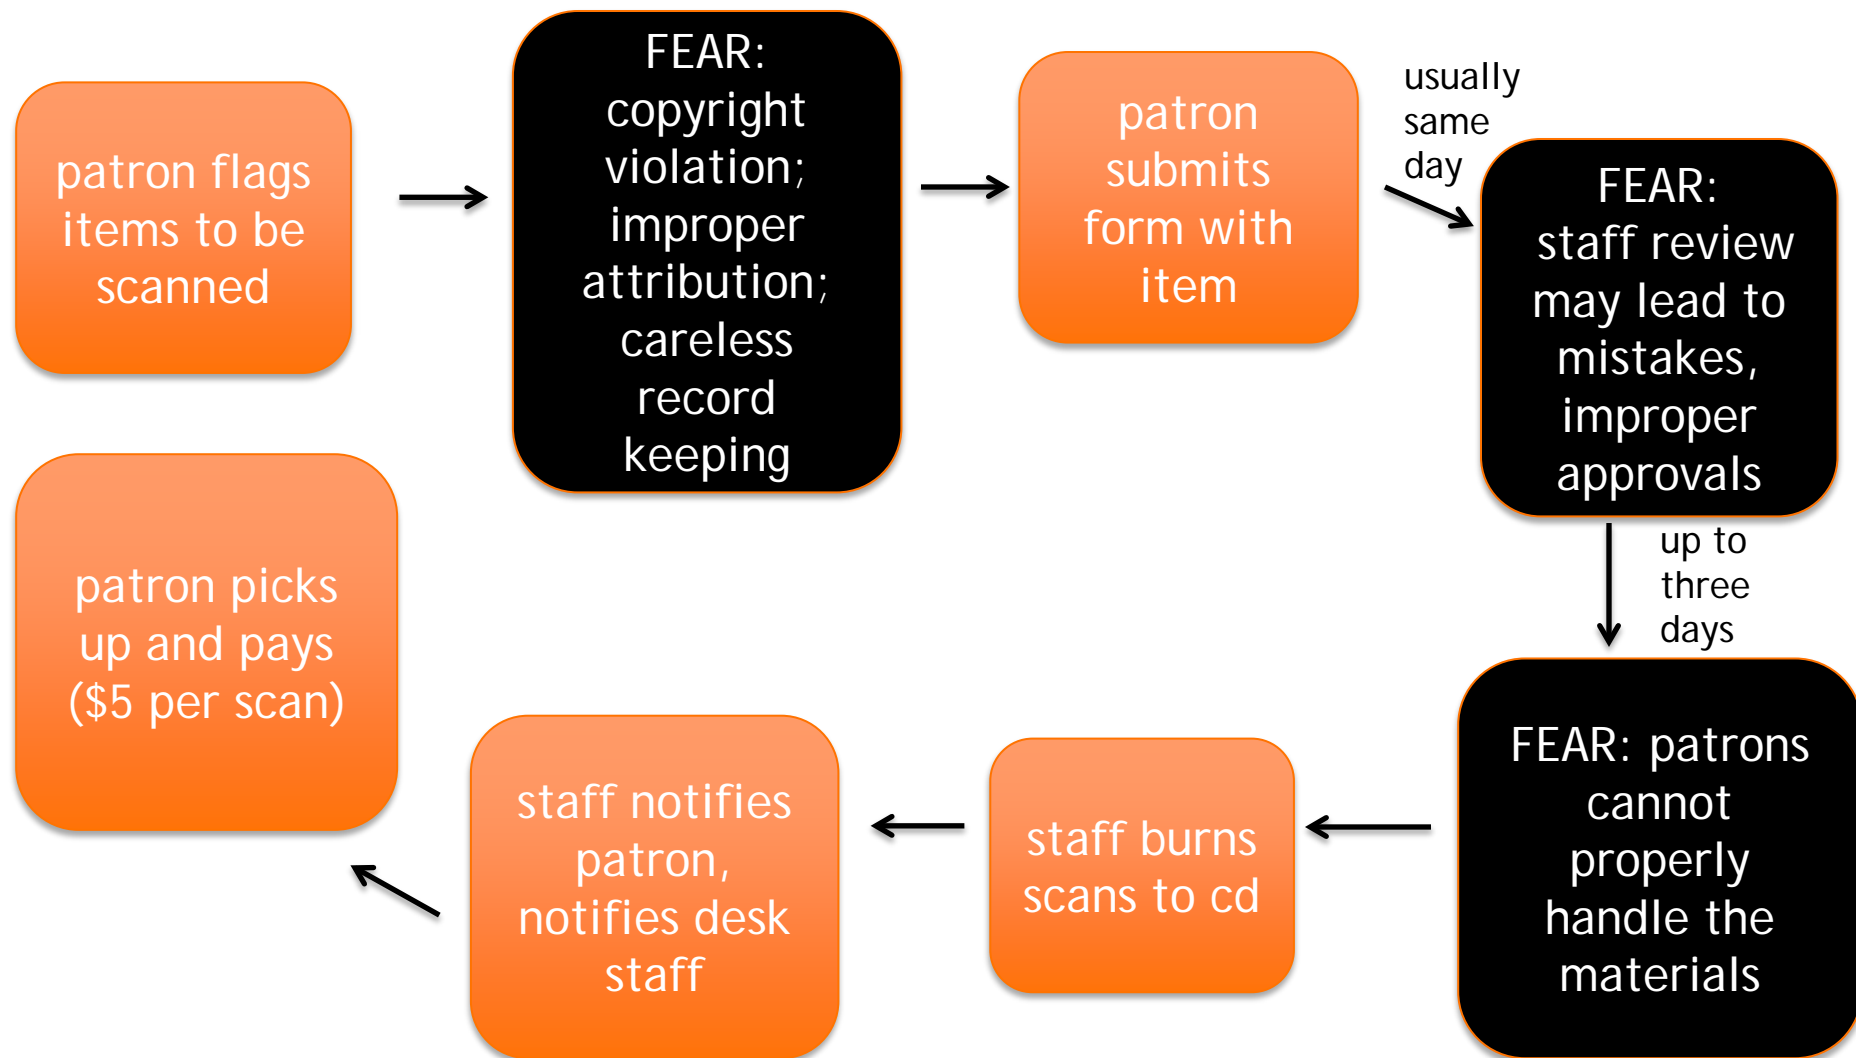 patron flags
items to be
scanned
FEAR:
copyright
violation;
improper
attribution;
careless
record
keeping
patron
submits
form with
item
usually
same
day
FEAR:
staff review
may lead to
mistakes,
improper
approvals
up to
three
days
FEAR: patrons
cannot
properly
handle the
materials
staff burns
scans to cd
staff notifies
patron,
notifies desk
staff
patron picks
up and pays
($5 per scan)